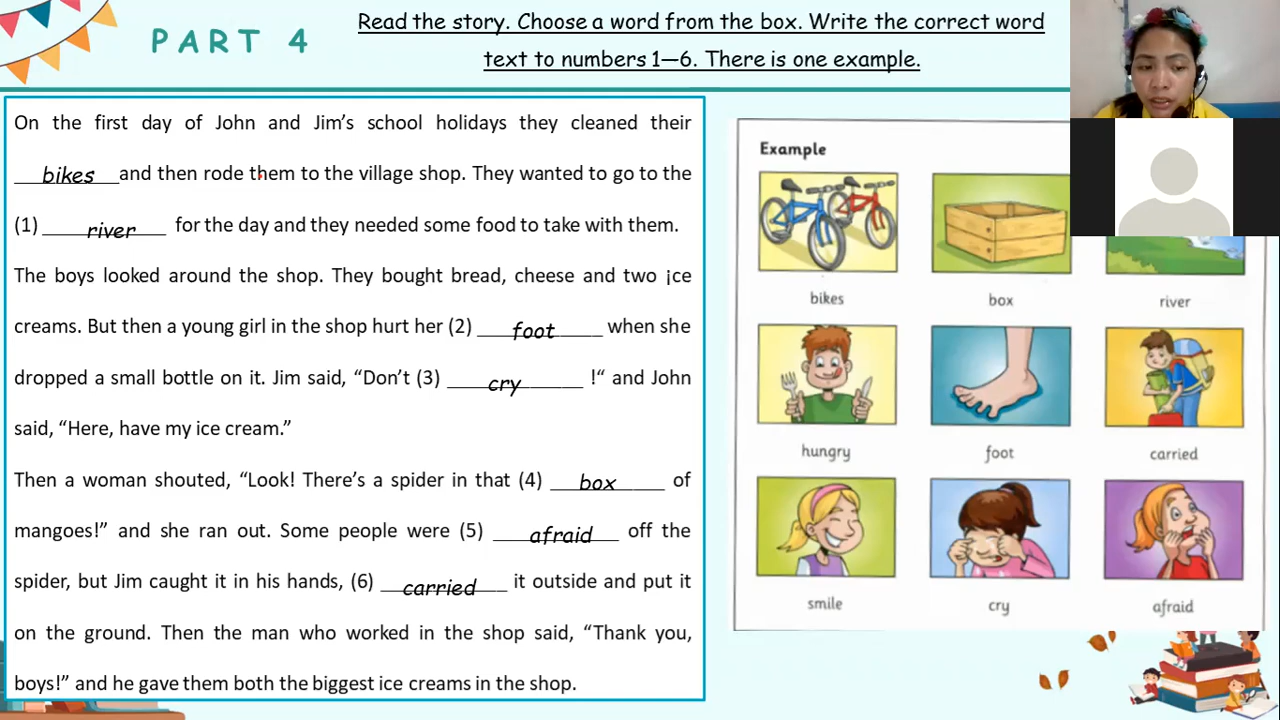 PART 4
Read the story. Choose a word from the box. Write the correct word
text to numbers 1—6. There is one example.
On the first day of John and Jim's school holidays they cleaned their
bikes and then rode them to the village shop. They wanted to go to the
(1) river for the day and they needed some food to take with them.
The boys looked around the shop. They bought bread, cheese and two ¡ce
creams. But then a young girl in the shop hurt her (2) foot when she
dropped a small bottle on it. Jim said, “Don't (3) cry !“ and John
said, “Here, have my ice cream.”
Then a woman shouted, “Look! There's a spider in that (4) box of
mangoes!” and she ran out. Some people were (5) afraid off the
spider, but Jim caught it in his hands, (6) carried it outside and put it
on the ground. Then the man who worked in the shop said, “Thank you,
boys!” and he gave them both the biggest ice creams in the shop.
Example
bikes box river
hungry foot carried
smile cry afraid